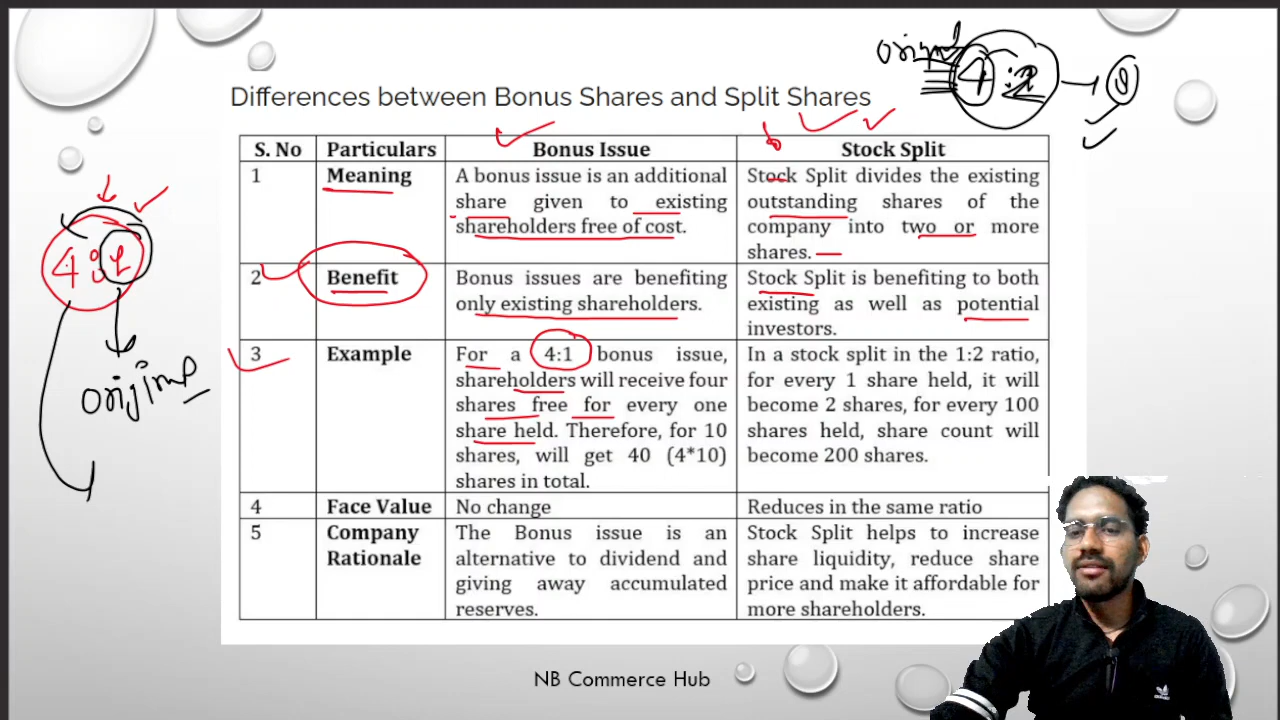 original
4:2 → 8
Differences between Bonus Shares and Split Shares
S. No Particulars Bonus Issue Stock Split
1 Meaning A bonus issue is an additional
share given to existing
shareholders free of cost.
Stock Split divides the existing
outstanding shares of the
company into two or more
shares.
4:1
2 Benefit Bonus issues are benefiting
only existing shareholders.
Stock Split is benefiting to both
existing as well as potential
investors.
3 Example For a 4:1 bonus issue,
shareholders will receive four
shares free for every one
share held. Therefore, for 10
shares, will get 40 (4*10)
shares in total.
In a stock split in the 1:2 ratio,
for every 1 share held, it will
become 2 shares, for every 100
shares held, share count will
become 200 shares.
4 Face Value No change Reduces in the same ratio
5 Company
Rationale
The Bonus issue is an
alternative to dividend and
giving away accumulated
reserves.
Stock Split helps to increase
share liquidity, reduce share
price and make it affordable for
more shareholders.
NB Commerce Hub